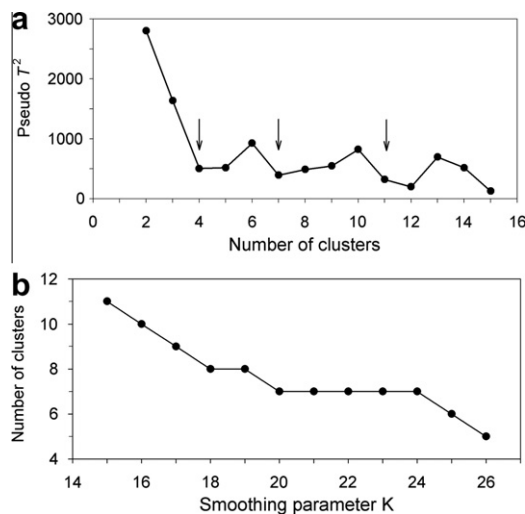 a
Pseudo T²
3000
2000
1000
0
0 2 4 6 8 10 12 14 16
Number of clusters
b
Number of clusters
12
10
8
6
4
14 16 18 20 22 24 26
Smoothing parameter K